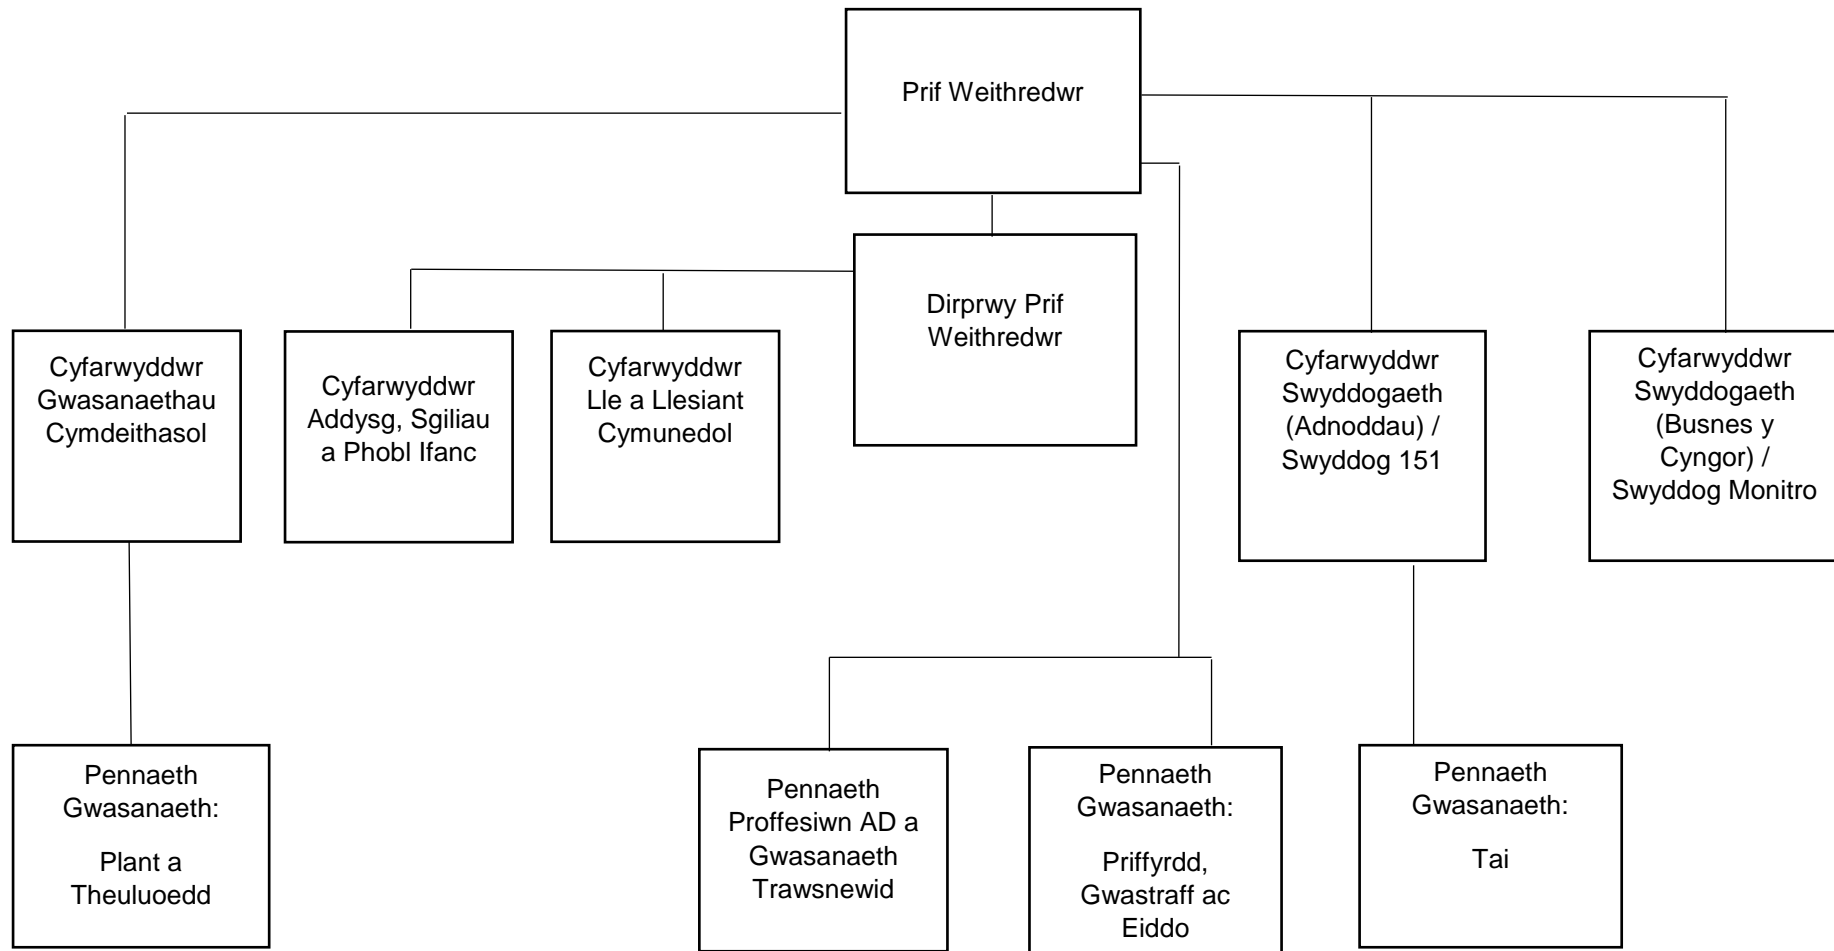 Prif Weithredwr
Dirprwy Prif
Weithredwr
Cyfarwyddwr
Gwasanaethau
Cymdeithasol
Cyfarwyddwr
Addysg, Sgiliau
a Phobl Ifanc
Cyfarwyddwr
Lle a Llesiant
Cymunedol
Cyfarwyddwr
Swyddogaeth
(Adnoddau) /
Swyddog 151
Cyfarwyddwr
Swyddogaeth
(Busnes y
Cyngor) /
Swyddog Monitro
Pennaeth
Gwasanaeth:
Plant a
Theuluoedd
Pennaeth
Proffesiwn AD a
Gwasanaeth
Trawsnewid
Pennaeth
Gwasanaeth:
Priffyrdd,
Gwastraff ac
Eiddo
Pennaeth
Gwasanaeth:
Tai